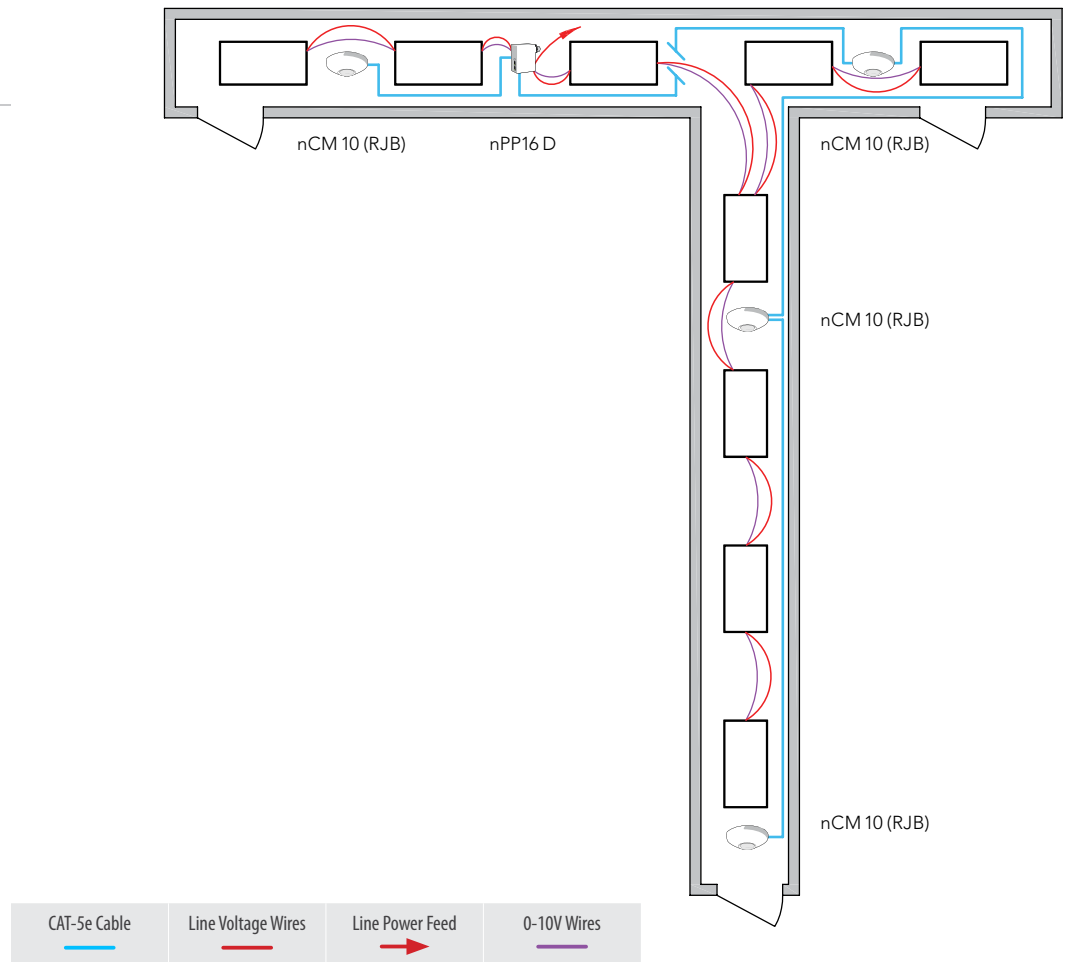 nCM 10 (RJB)
nPP16 D
nCM 10 (RJB)
nCM 10 (RJB)
nCM 10 (RJB)
CAT-5e Cable
Line Voltage Wires
Line Power Feed
0-10V Wires